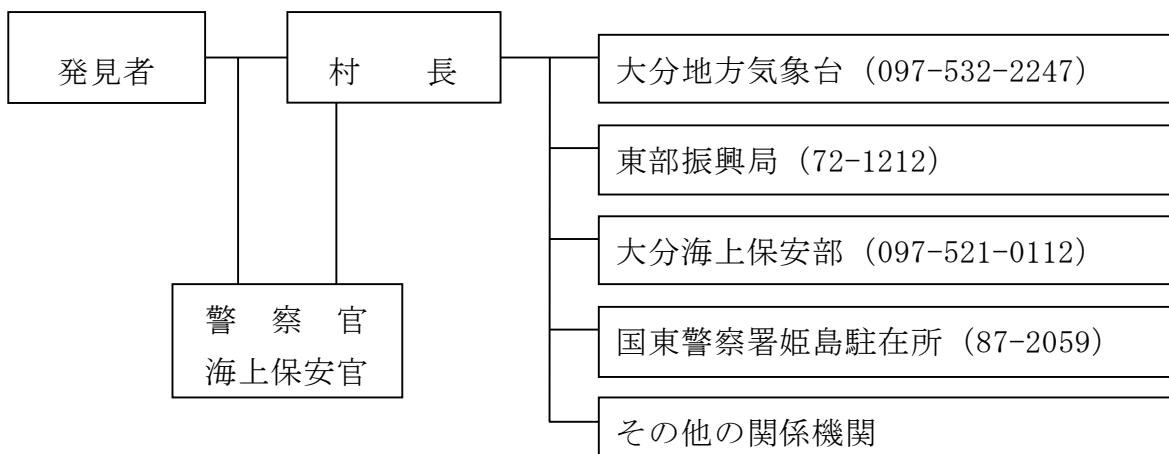 発見者
村　　長
大分地方気象台（097-532-2247）
東部振興局（72-1212）
大分海上保安部（097-521-0112）
警　察　官
海上保安官
国東警察署姫島駐在所（87-2059）
その他の関係機関